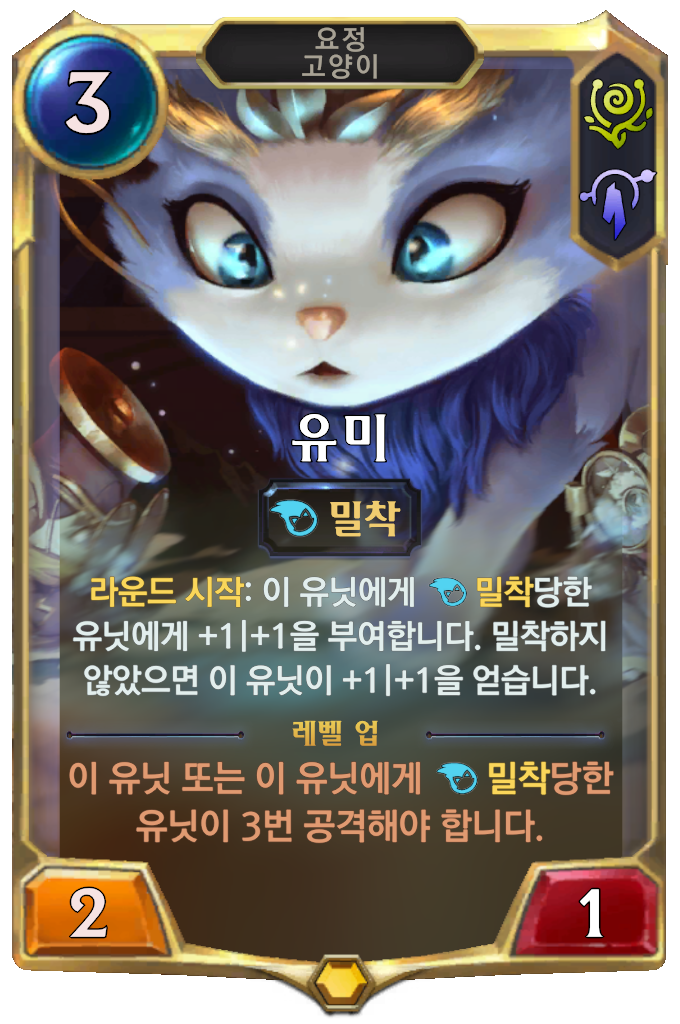 요정
고양이
3
유미
밀착
라운드 시작: 이 유닛에게 밀착당한
유닛에게 +1|+1을 부여합니다. 밀착하지
않았으면 이 유닛이 +1|+1을 얻습니다.
레벨 업
이 유닛 또는 이 유닛에게 밀착당한
유닛이 3번 공격해야 합니다.
2
1